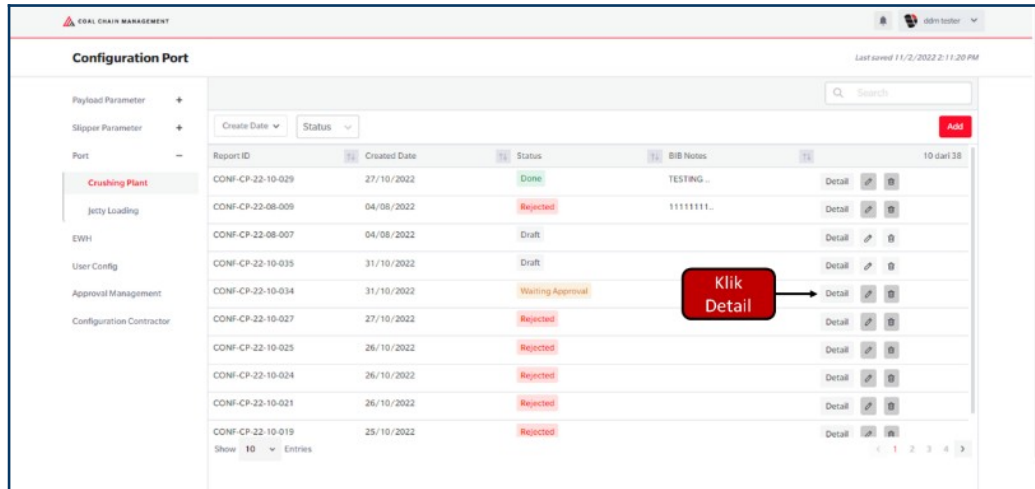 COAL CHAIN MANAGEMENT
ddm tester
Configuration Port
Last saved 11/2/2022 2:11:20 PM
Payload Parameter +
Slipper Parameter +
Port −
Crushing Plant
Jetty Loading
EWH
User Config
Approval Management
Configuration Contractor
Search
Create Date
Status
Add
Report ID Created Date Status BIB Notes 10 dari 38
CONF-CP-22-10-029 27/10/2022 Done TESTING... Detail
CONF-CP-22-08-009 04/08/2022 Rejected 11111111.. Detail
CONF-CP-22-08-007 04/08/2022 Draft Detail
CONF-CP-22-10-035 31/10/2022 Draft Detail
CONF-CP-22-10-034 31/10/2022 Waiting Approval Detail
Klik
Detail
CONF-CP-22-10-027 27/10/2022 Rejected Detail
CONF-CP-22-10-025 26/10/2022 Rejected Detail
CONF-CP-22-10-024 26/10/2022 Rejected Detail
CONF-CP-22-10-021 26/10/2022 Rejected Detail
CONF-CP-22-10-019 25/10/2022 Rejected Detail
Show 10 Entries
< 1 2 3 4 >